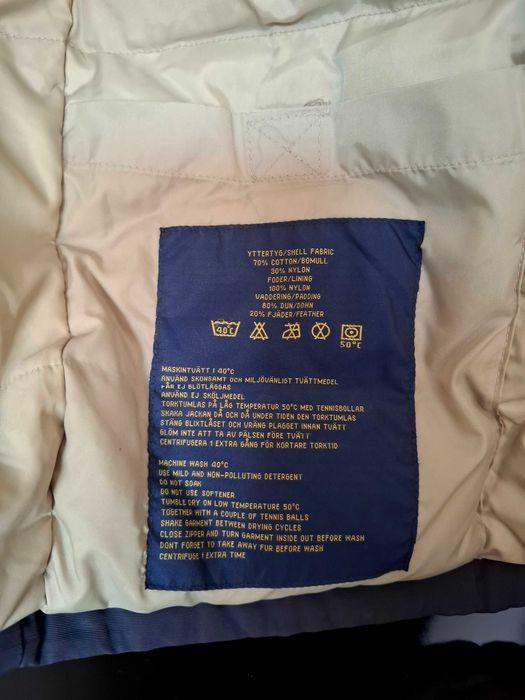 YTTERTYG/SHELL FABRIC
70% COTTON/BOMULL
30% NYLON
FODER/LINING
100% NYLON
VADDERING/PADDING
80% DUN/DOWN
20% FJÄDER/FEATHER
40°C
50°C
MASKINTVÄTT I 40°C
ANVÄND SKONSAMT OCH MILJÖVÄNLIGT TVÄTTMEDEL
FÅR EJ BLÖTLÄGGAS
ANVÄND EJ SKÖLJMEDEL
TORKTUMLAS PÅ LÅG TEMPERATUR 50°C MED TENNISBOLLAR
SKAKA JACKAN DÅ OCH DÅ UNDER TIDEN DEN TORKTUMLAS
STÄNG BLIXTLÅSET OCH VRÄNG PLAGGET INNAN TVÄTT
GLÖM INTE ATT TA AV PÄLSEN FÖRE TVÄTT
CENTRIFUGERA 1 EXTRA GÅNG FÖR KORTARE TORKTID
MACHINE WASH 40°C
USE MILD AND NON-POLLUTING DETERGENT
DO NOT SOAK
DO NOT USE SOFTENER
TUMBLE DRY ON LOW TEMPERATURE 50°C
TOGETHER WITH A COUPLE OF TENNIS BALLS
SHAKE GARMENT BETWEEN DRYING CYCLES
CLOSE ZIPPER AND TURN GARMENT INSIDE OUT BEFORE WASH
DONT FORGET TO TAKE AWAY FUR BEFORE WASH
CENTRIFUGE 1 EXTRA TIME